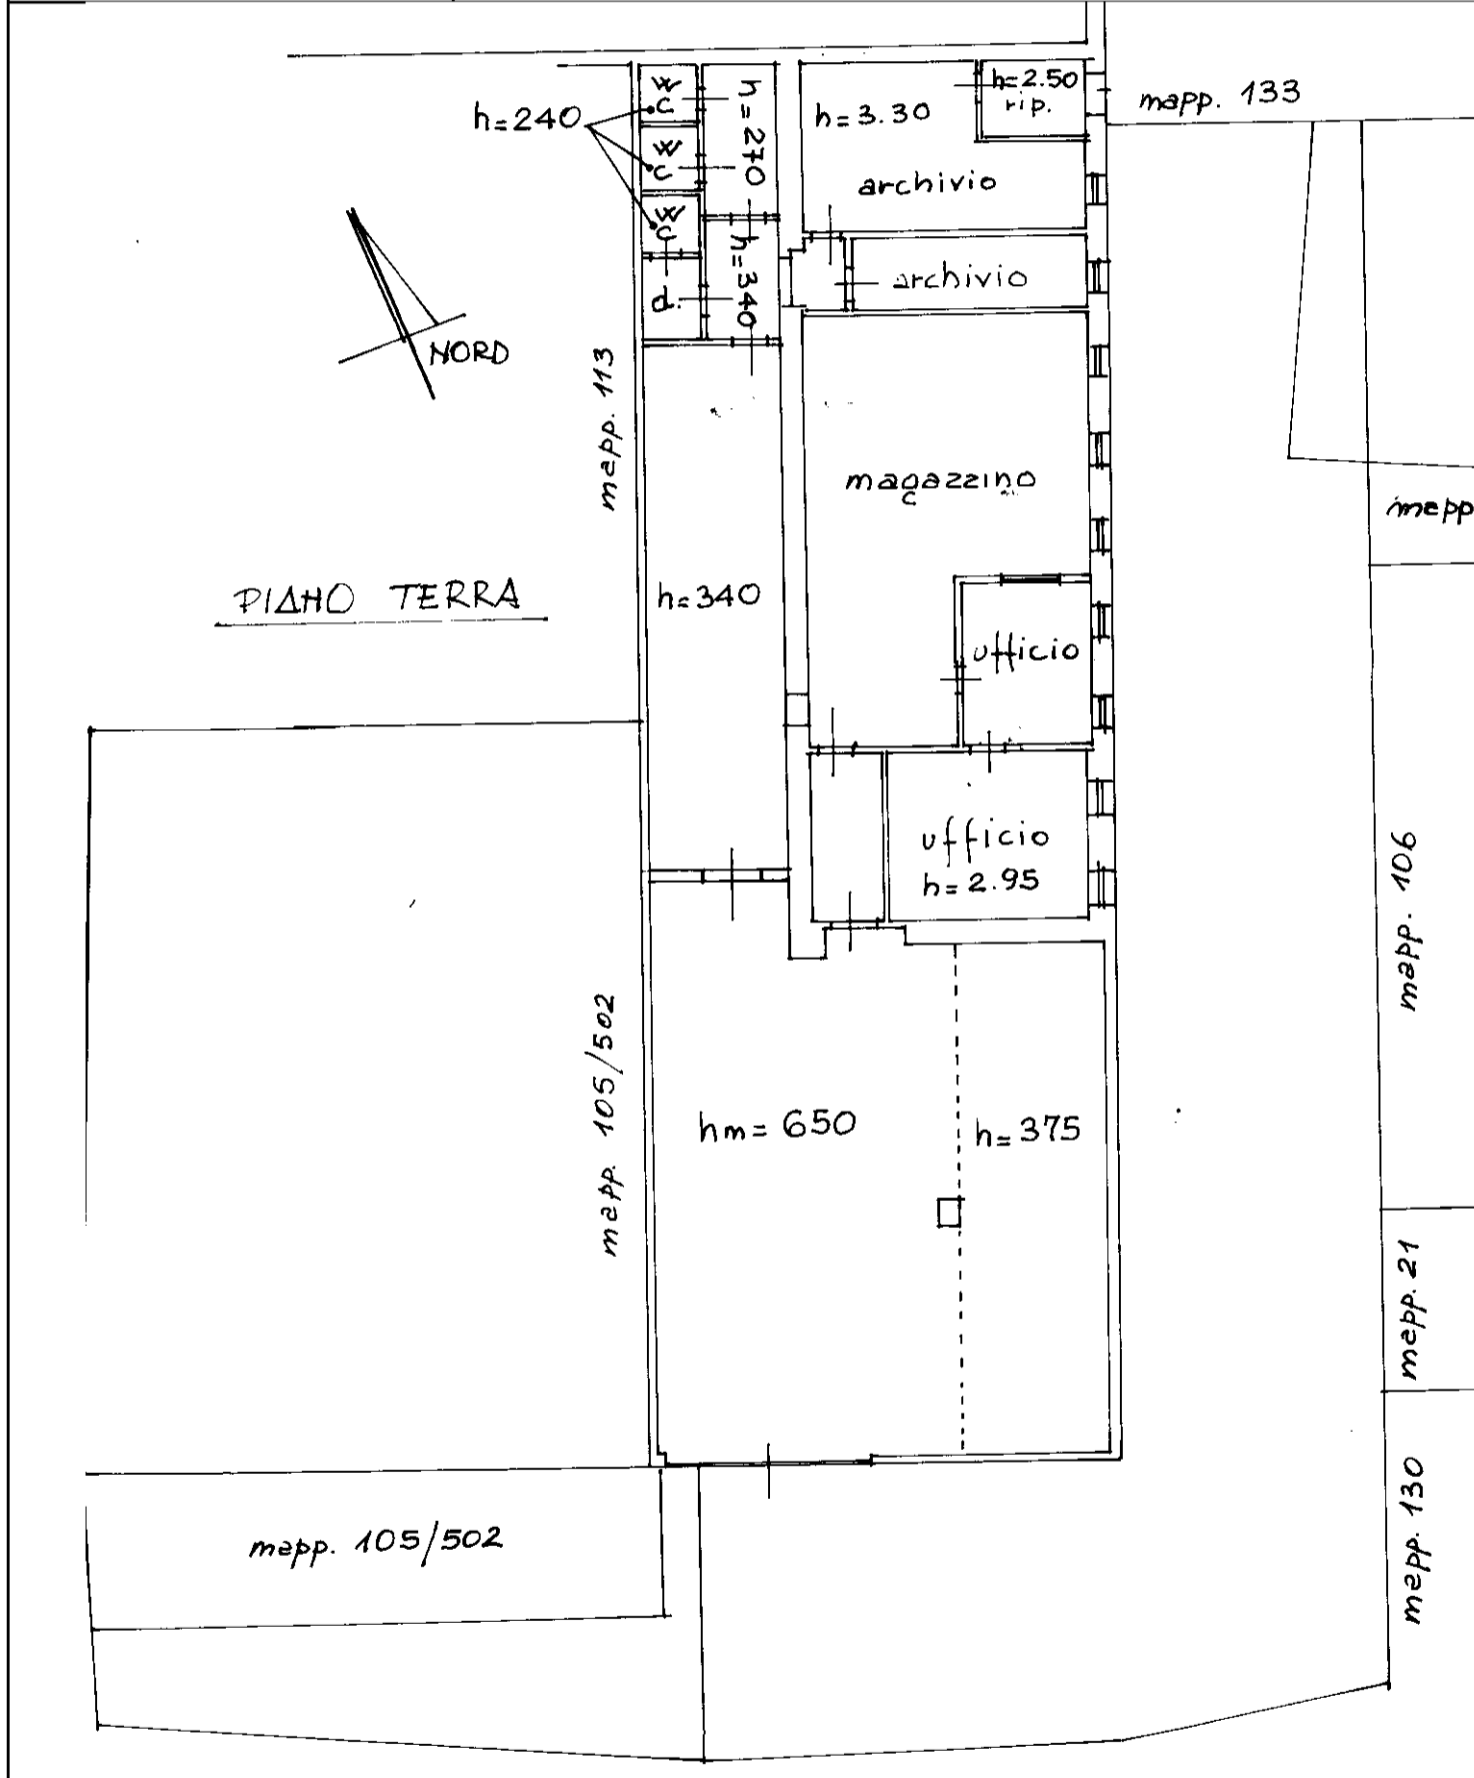 h=2.50
rip.
mapp. 133
h=240
w
c
h=270
h=3.30
w
c
archivio
w
c
h=340
archivio
d.
NORD
mapp. 113
magazzino
mapp
PIANO TERRA
h=340
ufficio
ufficio
h=2.95
mapp. 106
mapp. 105/502
hm= 650
h= 375
mapp. 21
mapp. 130
mapp. 105/502